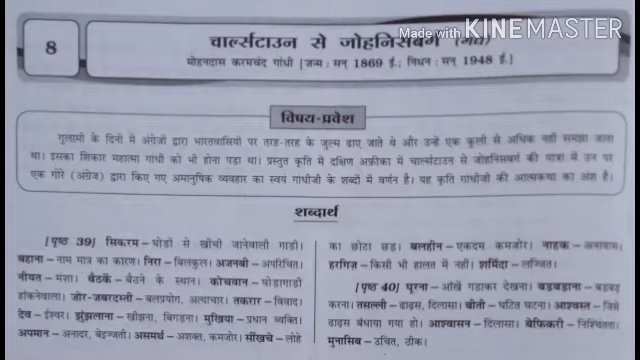 Made with KINEMASTER
8
चार्ल्सटाउन से जोहनिसबर्ग (गद्य)
मोहनदास करमचंद गांधी [जन्म : सन् 1869 ई.; निधन : सन् 1948 ई.]
विषय-प्रवेश
गुलामी के दिनों में अंग्रेजों द्वारा भारतवासियों पर तरह-तरह के जुल्म ढाए जाते थे और उन्हें एक कुली से अधिक नहीं समझा जाता
था। इसका शिकार महात्मा गांधी को भी होना पड़ा था। प्रस्तुत कृति में दक्षिण अफ्रीका में चार्ल्सटाउन से जोहनिसबर्ग की यात्रा में उन पर
एक गोरे (अंग्रेज) द्वारा किए गए अमानुषिक व्यवहार का स्वयं गांधीजी के शब्दों में वर्णन है। यह कृति गांधीजी की आत्मकथा का अंश है।
शब्दार्थ
[पृष्ठ 39] सिकरम – घोड़ों से खींची जानेवाली गाड़ी।
बहाना – नाम मात्र का कारण। निरा – बिलकुल। अजनबी – अपरिचित।
नीयत – मंशा। बैठकें – बैठने के स्थान। कोचवान – घोड़ागाड़ी
हाँकनेवाला। जोर-जबरदस्ती – बलप्रयोग, अत्याचार। तकरार – विवाद।
देव – ईश्वर। झुंझलाना – खीझना, बिगड़ना। मुखिया – प्रधान व्यक्ति।
अपमान – अनादर, बेइज्जती। असमर्थ – अशक्त, कमजोर। सींखचे – लोहे
का छोटा छड़। बलहीन – एकदम कमजोर। नाहक – अनायास।
हरगिज़ – किसी भी हालत में नहीं। शर्मिंदा – लज्जित।
[पृष्ठ 40] घूरना – आँखें गड़ाकर देखना। बड़बड़ाना – बड़बड़
करना। तसल्ली – ढाढ़स, दिलासा। बीती – घटित घटना। आश्वस्त – जिसे
ढाढ़स बँधाया गया हो। आश्वासन – दिलासा। बेफिकरी – निश्चिंतता।
मुनासिब – उचित, ठीक।